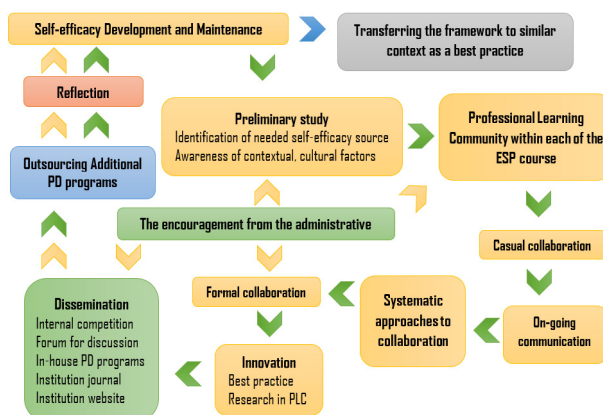 Self-efficacy Development and Maintenance
Transferring the framework to similar
context as a best practice
Reflection
Preliminary study
Identification of needed self-efficacy source
Awareness of contextual, cultural factors
Professional Learning
Community within each of the
ESP course
Outsourcing Additional
PD programs
The encouragement from the administrative
Casual collaboration
Dissemination
Internal competition
Forum for discussion
In-house PD programs
Institution journal
Institution website
Formal collaboration
Systematic
approaches to
collaboration
On-going
communication
Innovation
Best practice
Research in PLC